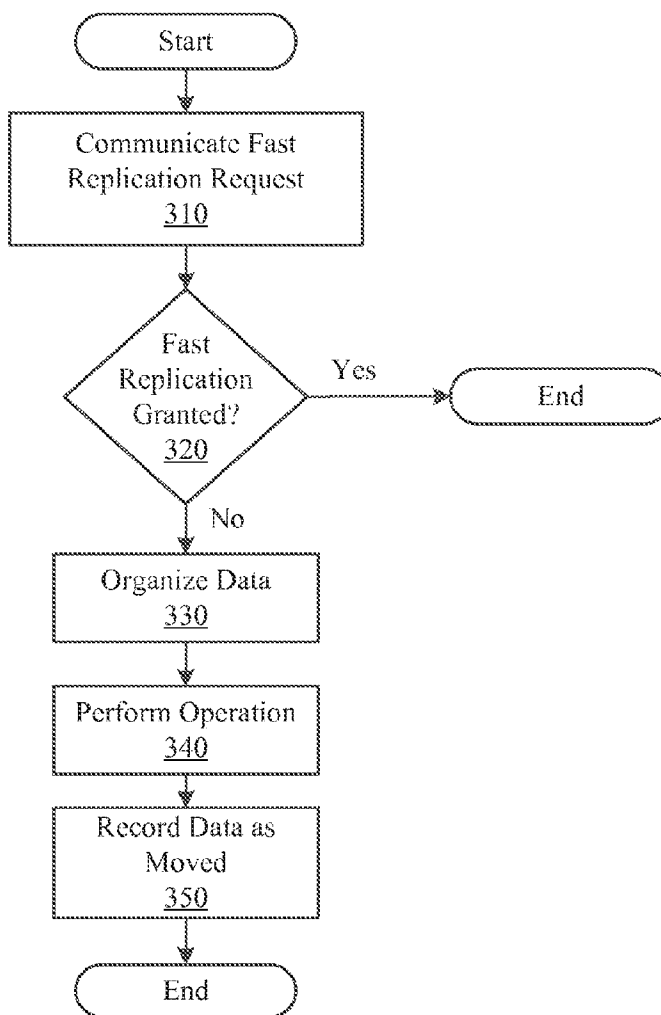 Start
Communicate Fast
Replication Request
310
Fast
Replication
Granted?
320
Yes
End
No
Organize Data
330
Perform Operation
340
Record Data as
Moved
350
End